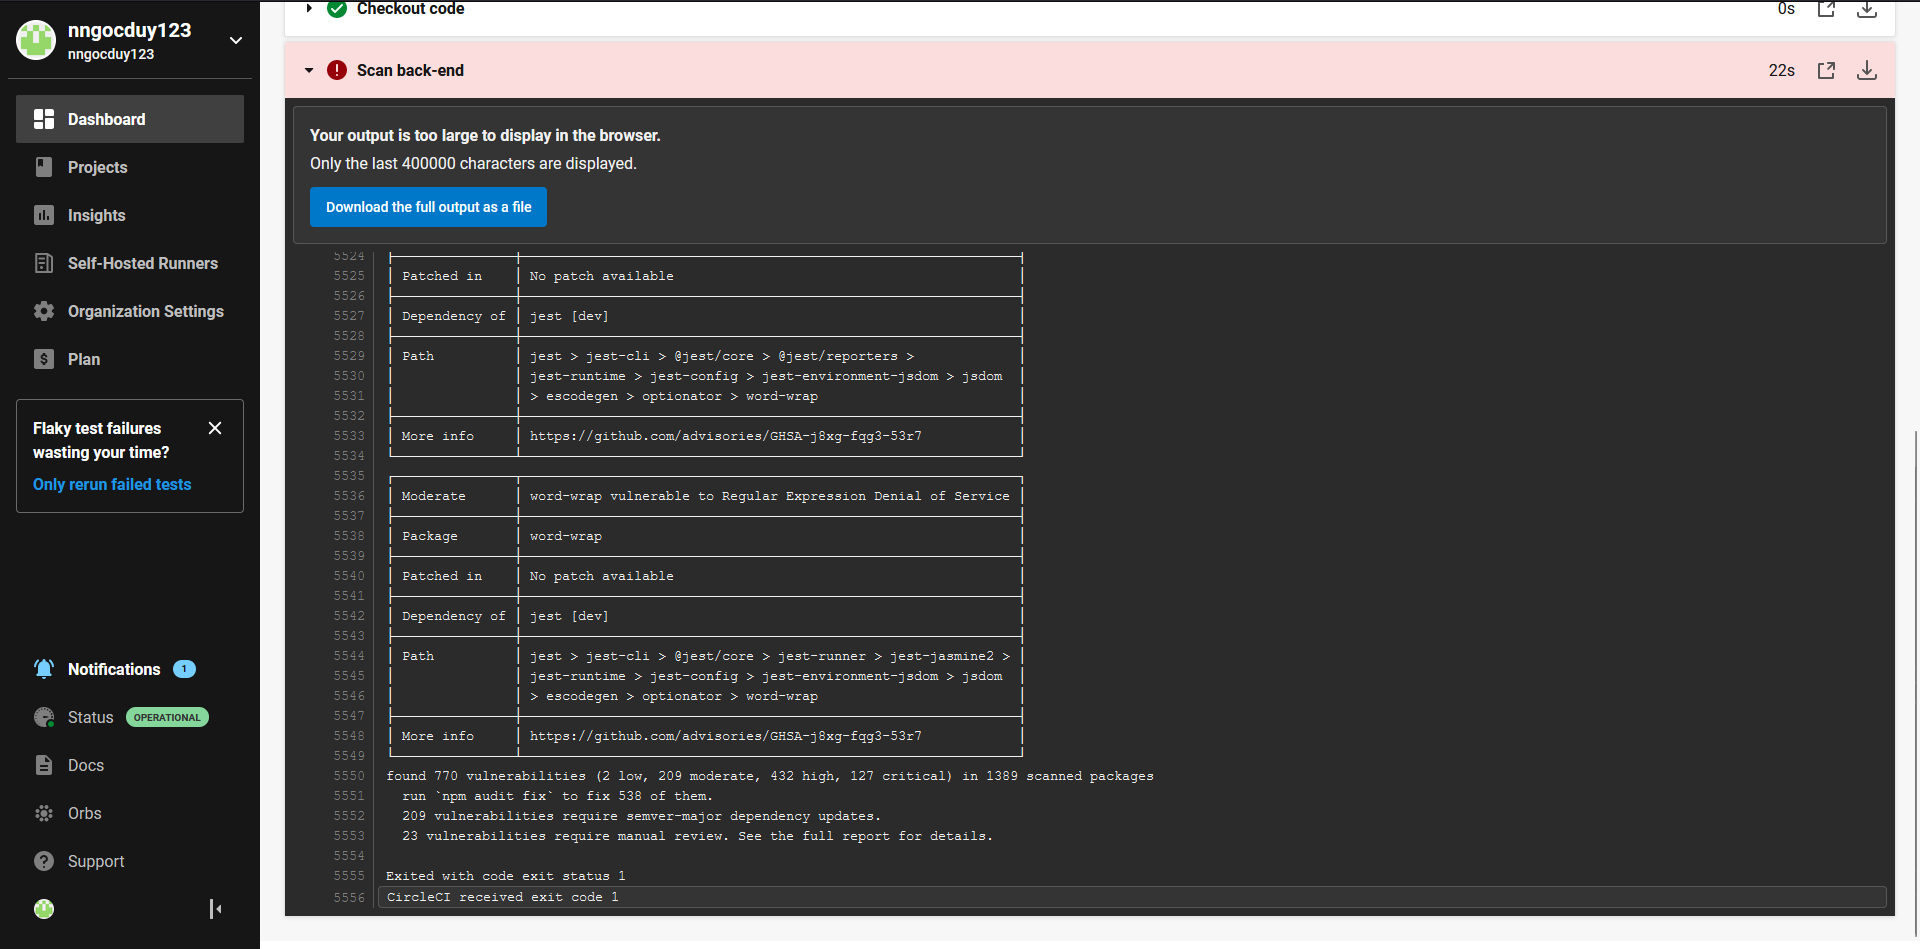 nngocduy123
nngocduy123
Dashboard
Projects
Insights
Self-Hosted Runners
Organization Settings
Plan
Flaky test failures
wasting your time?
Only rerun failed tests
Notifications 1
Status OPERATIONAL
Docs
Orbs
Support
Checkout code 0s
Scan back-end 22s
Your output is too large to display in the browser.
Only the last 400000 characters are displayed.
Download the full output as a file
5524
5525 Patched in No patch available
5526
5527 Dependency of jest [dev]
5528
5529 Path jest > jest-cli > @jest/core > @jest/reporters >
5530 jest-runtime > jest-config > jest-environment-jsdom > jsdom
5531 > escodegen > optionator > word-wrap
5532
5533 More info https://github.com/advisories/GHSA-j8xg-fqg3-53r7
5534
5535
5536 Moderate word-wrap vulnerable to Regular Expression Denial of Service
5537
5538 Package word-wrap
5539
5540 Patched in No patch available
5541
5542 Dependency of jest [dev]
5543
5544 Path jest > jest-cli > @jest/core > jest-runner > jest-jasmine2 >
5545 jest-runtime > jest-config > jest-environment-jsdom > jsdom
5546 > escodegen > optionator > word-wrap
5547
5548 More info https://github.com/advisories/GHSA-j8xg-fqg3-53r7
5549
5550 found 770 vulnerabilities (2 low, 209 moderate, 432 high, 127 critical) in 1389 scanned packages
5551 run `npm audit fix` to fix 538 of them.
5552 209 vulnerabilities require semver-major dependency updates.
5553 23 vulnerabilities require manual review. See the full report for details.
5554
5555 Exited with code exit status 1
5556 CircleCI received exit code 1